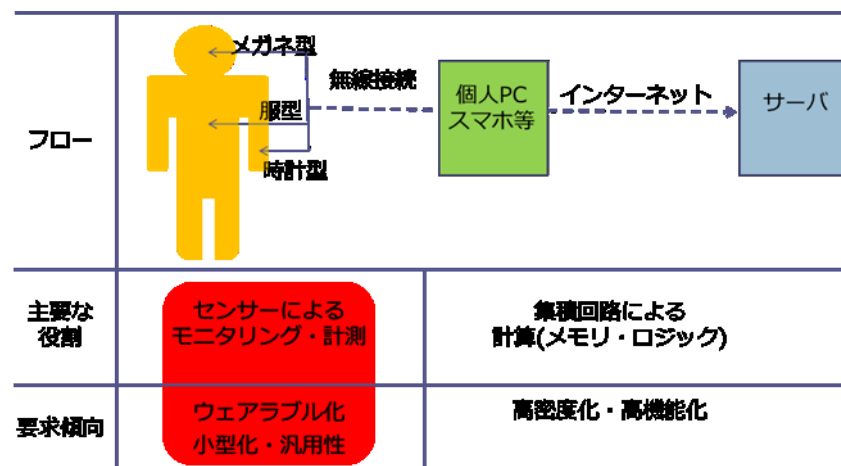 メガネ型
無線接続
個人PC
スマホ等
インターネット
サーバ
フロー
服型
時計型
主要な
役割
センサーによる
モニタリング・計測
集積回路による
計算(メモリ・ロジック)
要求傾向
ウェアラブル化
小型化・汎用性
高密度化・高機能化